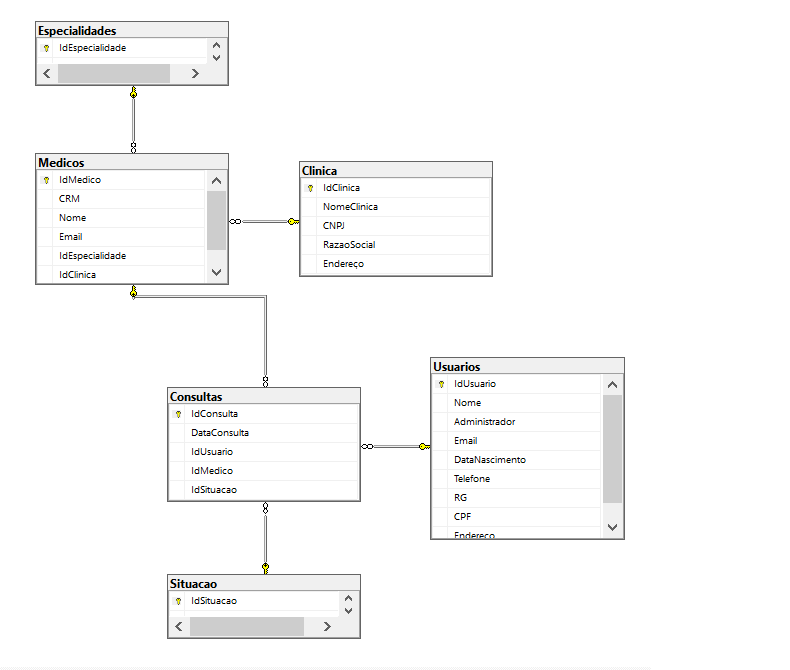 Especialidades
IdEspecialidade
Medicos
IdMedico
CRM
Nome
Email
IdEspecialidade
IdClinica
Clinica
IdClinica
NomeClinica
CNPJ
RazaoSocial
Endereço
Consultas
IdConsulta
DataConsulta
IdUsuario
IdMedico
IdSituacao
Usuarios
IdUsuario
Nome
Administrador
Email
DataNascimento
Telefone
RG
CPF
Endereco
Situacao
IdSituacao